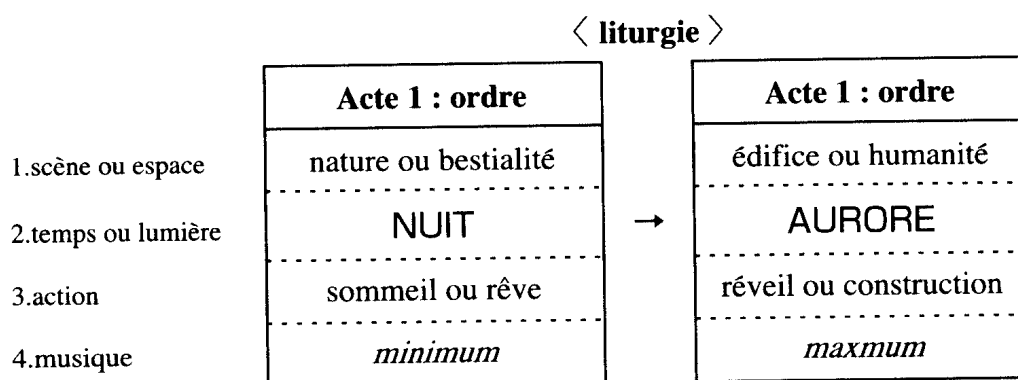 〈 liturgie 〉
Acte 1 : ordre Acte 1 : ordre
1.scène ou espace nature ou bestialité édifice ou humanité
2.temps ou lumière NUIT → AURORE
3.action sommeil ou rêve réveil ou construction
4.musique minimum maxmum